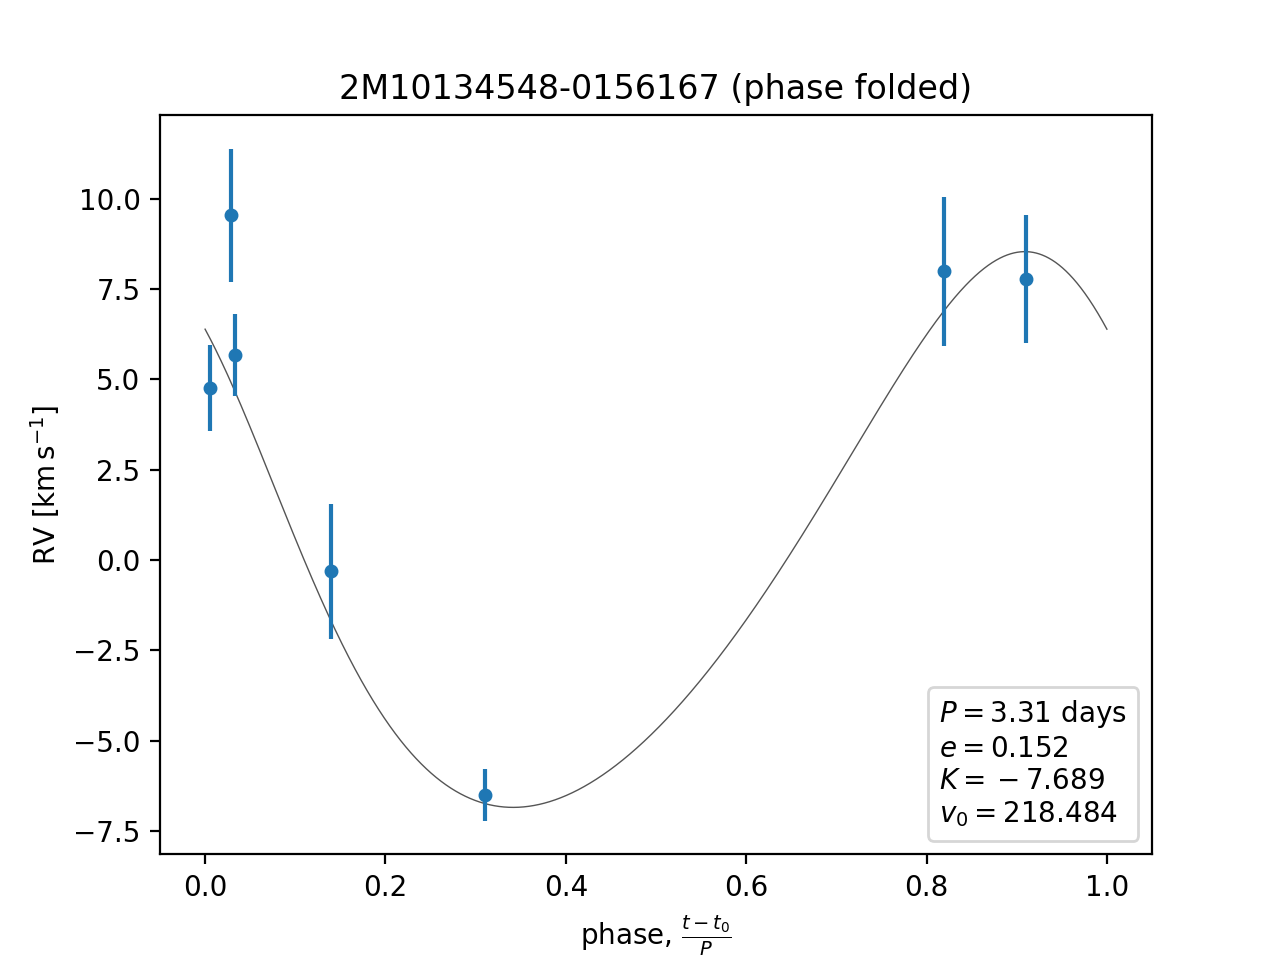 2M10134548-0156167 (phase folded)
10.0
7.5
5.0
2.5
0.0
−2.5
−5.0
−7.5
RV [km s⁻¹]
P = 3.31 days
e = 0.152
K = −7.689
v₀ = 218.484
0.0 0.2 0.4 0.6 0.8 1.0
phase, (t − t₀)/P